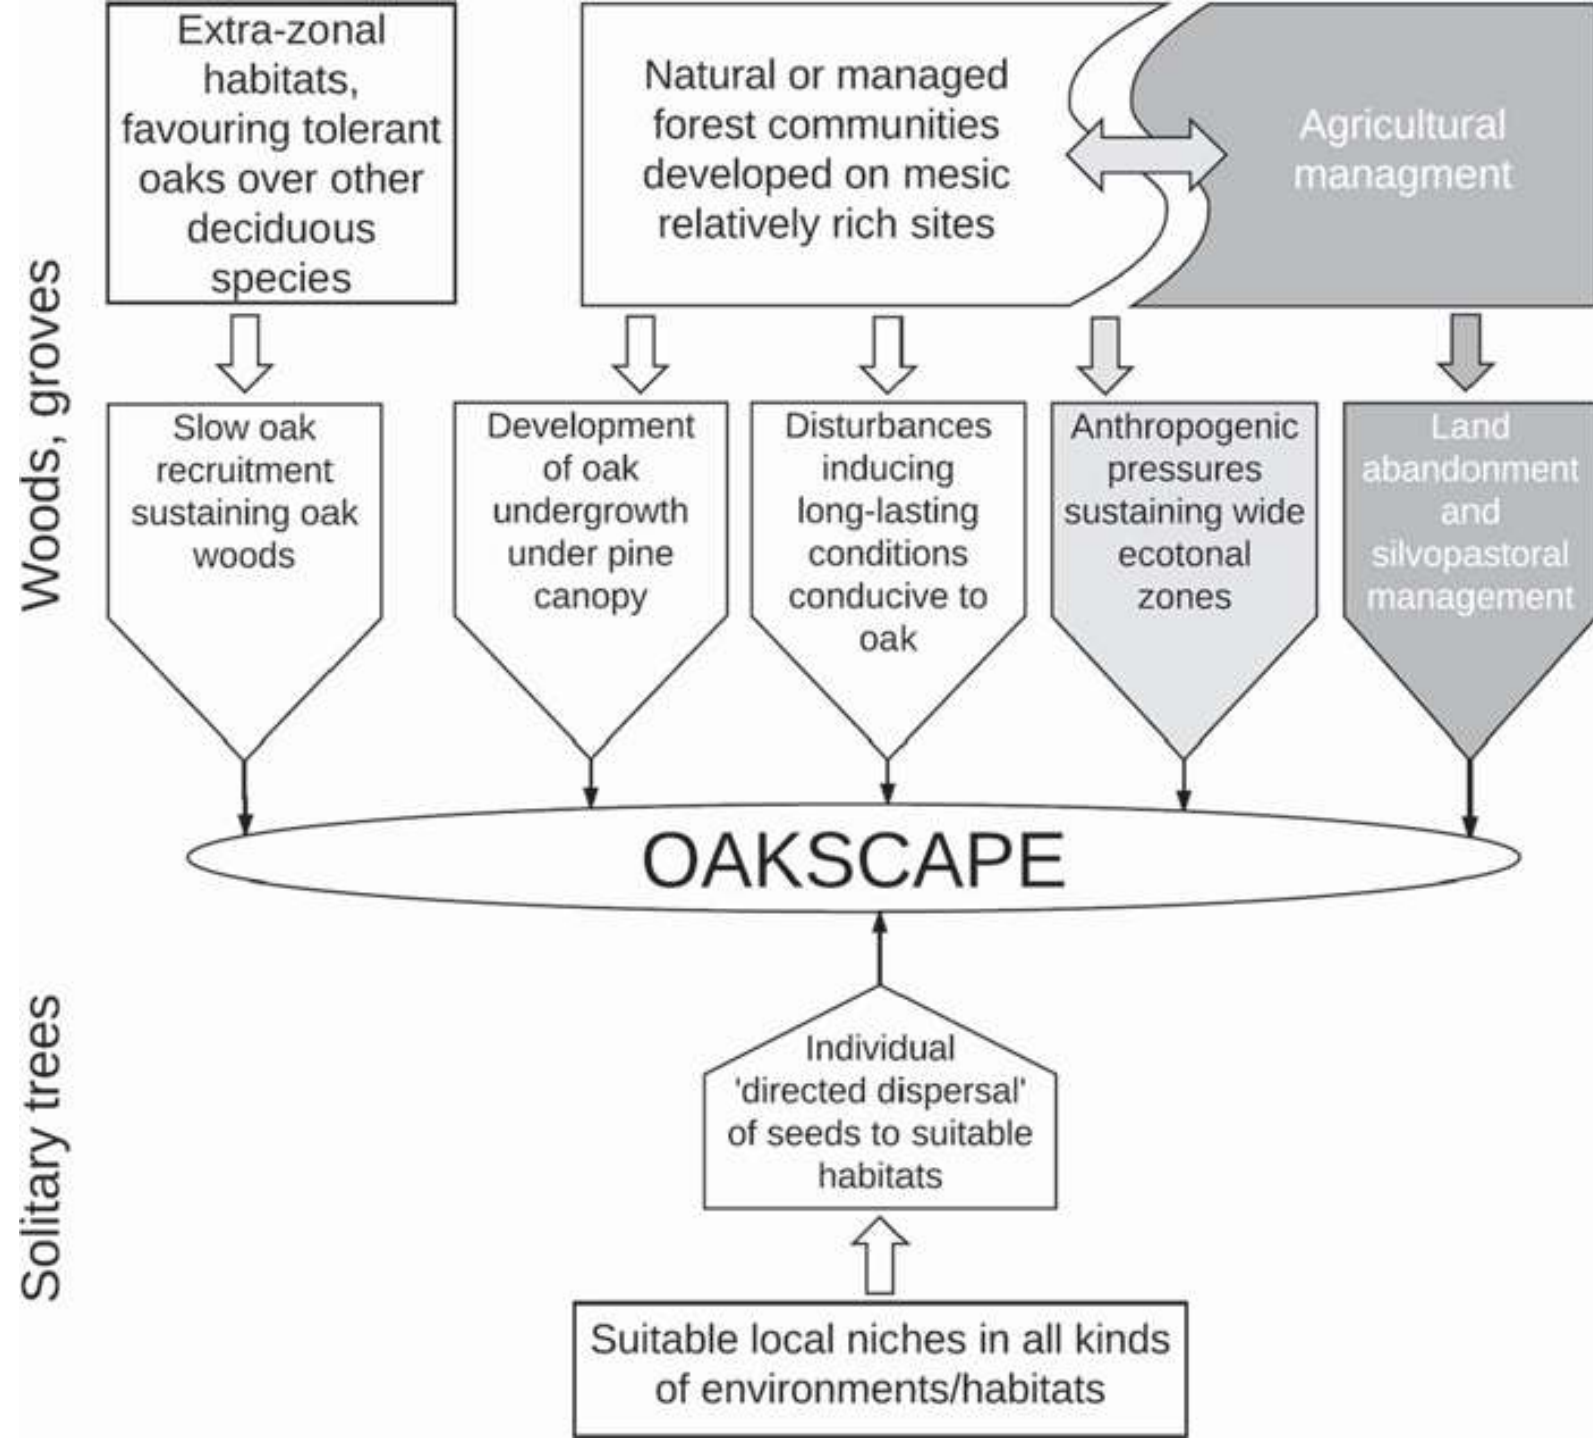 Extra-zonal
habitats,
favouring tolerant
oaks over other
deciduous
species
Natural or managed
forest communities
developed on mesic
relatively rich sites
Agricultural
managment
Woods, groves
Slow oak
recruitment
sustaining oak
woods
Development
of oak
undergrowth
under pine
canopy
Disturbances
inducing
long-lasting
conditions
conducive to
oak
Anthropogenic
pressures
sustaining wide
ecotonal
zones
Land
abandonment
and
silvopastoral
management
OAKSCAPE
Solitary trees
Individual
'directed dispersal'
of seeds to suitable
habitats
Suitable local niches in all kinds
of environments/habitats